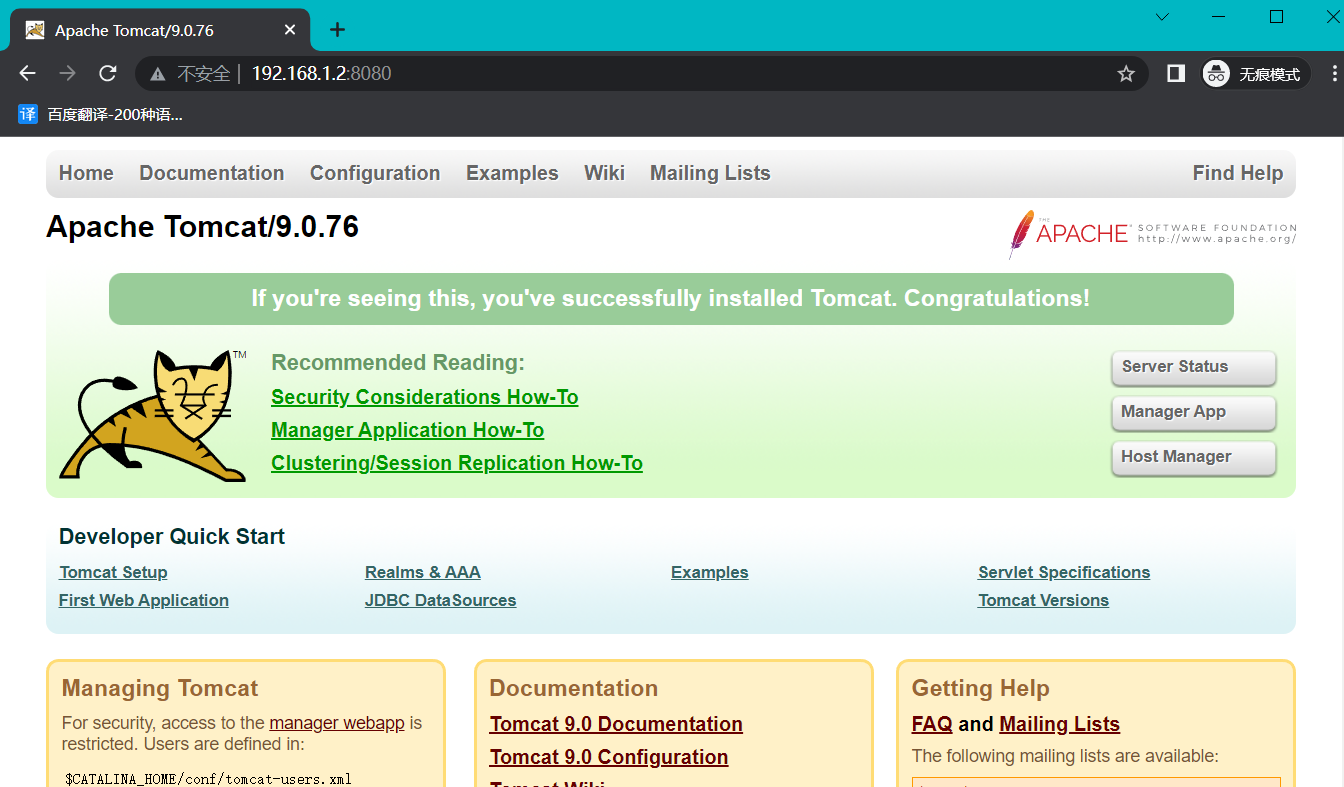 Apache Tomcat/9.0.76
不安全 192.168.1.2:8080 无痕模式
译 百度翻译-200种语...
Home Documentation Configuration Examples Wiki Mailing Lists Find Help
Apache Tomcat/9.0.76
THE APACHE SOFTWARE FOUNDATION
http://www.apache.org/
If you're seeing this, you've successfully installed Tomcat. Congratulations!
TM
Recommended Reading:
Security Considerations How-To
Manager Application How-To
Clustering/Session Replication How-To
Server Status
Manager App
Host Manager
Developer Quick Start
Tomcat Setup Realms & AAA Examples Servlet Specifications
First Web Application JDBC DataSources Tomcat Versions
Managing Tomcat
For security, access to the manager webapp is
restricted. Users are defined in:
$CATALINA_HOME/conf/tomcat-users.xml
Documentation
Tomcat 9.0 Documentation
Tomcat 9.0 Configuration
Tomcat Wiki
Getting Help
FAQ and Mailing Lists
The following mailing lists are available: